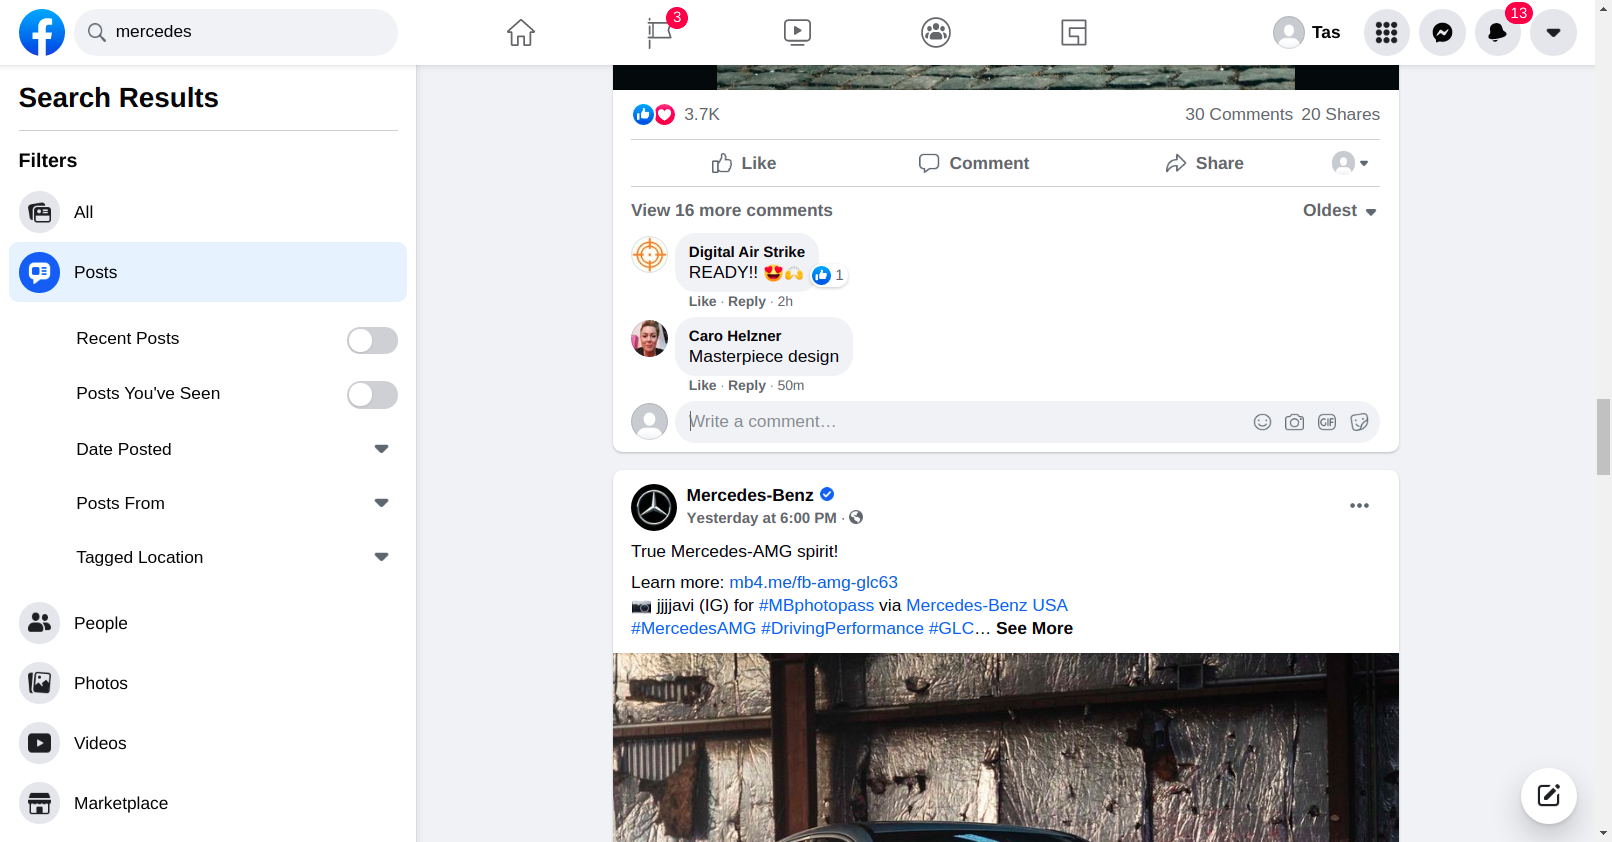 mercedes
3
Tas
13
Search Results
Filters
All
Posts
Recent Posts
Posts You've Seen
Date Posted
Posts From
Tagged Location
People
Photos
Videos
Marketplace
3.7K
30 Comments 20 Shares
Like
Comment
Share
View 16 more comments
Oldest
Digital Air Strike
READY!! 😍🙌
1
Like · Reply · 2h
Caro Helzner
Masterpiece design
Like · Reply · 50m
Write a comment…
GIF
Mercedes-Benz
Yesterday at 6:00 PM ·
True Mercedes-AMG spirit!
Learn more: mb4.me/fb-amg-glc63
📷 jjjjavi (IG) for #MBphotopass via Mercedes-Benz USA
#MercedesAMG #DrivingPerformance #GLC… See More